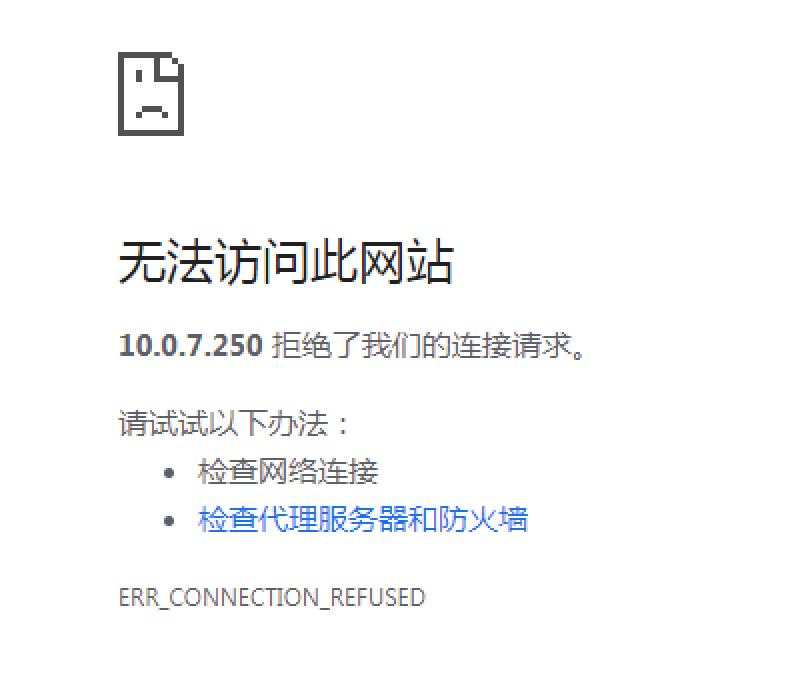 无法访问此网站
10.0.7.250 拒绝了我们的连接请求。
请试试以下办法：
• 检查网络连接
• 检查代理服务器和防火墙
ERR_CONNECTION_REFUSED